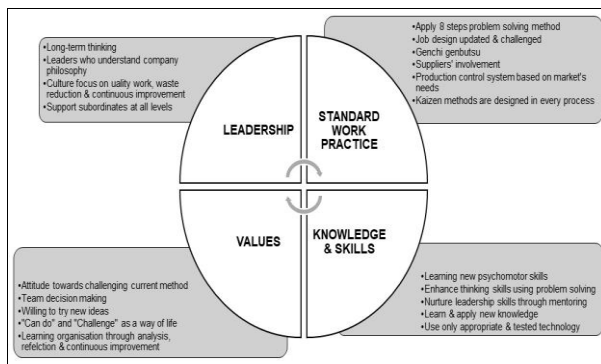 •Long-term thinking
•Leaders who understand company
philosophy
•Culture focus on uality work, waste
reduction & continuous improvement
•Support subordinates at all levels
•Apply 8 steps problem solving method
•Job design updated & challenged
•Genchi genbutsu
•Suppliers' involvement
•Production control system based on market's
needs
•Kaizen methods are designed in every process
LEADERSHIP
STANDARD
WORK
PRACTICE
VALUES
KNOWLEDGE
& SKILLS
•Attitude towards challenging current method
•Team decision making
•Willing to try new ideas
•"Can do" and "Challenge" as a way of life
•Learning organisation through analysis,
refelction & continuous improvement
•Learning new psychomotor skills
•Enhance thinking skills using problem solving
•Nurture leadership skills through mentoring
•Learn & apply new knowledge
•Use only appropriate & tested technology